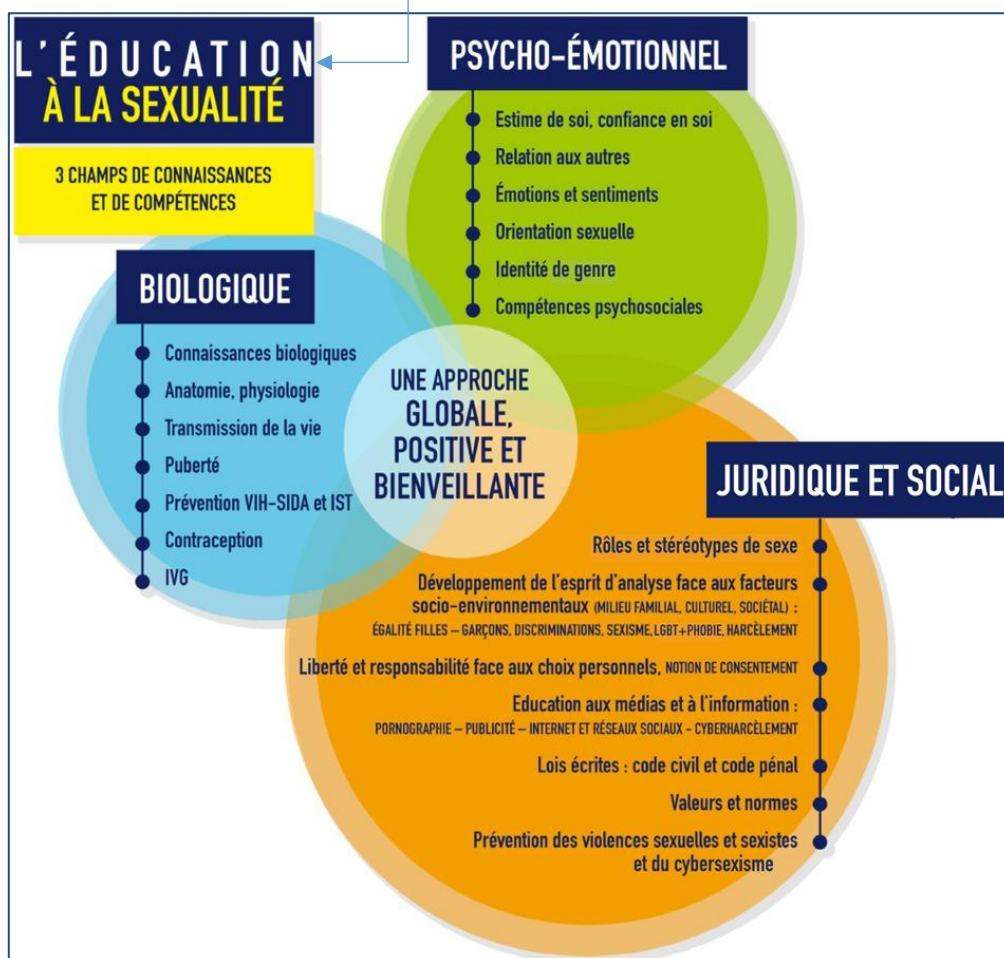 L'ÉDUCATION
À LA SEXUALITÉ
3 CHAMPS DE CONNAISSANCES
ET DE COMPÉTENCES
PSYCHO-ÉMOTIONNEL
Estime de soi, confiance en soi
Relation aux autres
Émotions et sentiments
Orientation sexuelle
Identité de genre
Compétences psychosociales
BIOLOGIQUE
Connaissances biologiques
Anatomie, physiologie
Transmission de la vie
Puberté
Prévention VIH-SIDA et IST
Contraception
IVG
UNE APPROCHE
GLOBALE,
POSITIVE ET
BIENVEILLANTE
JURIDIQUE ET SOCIAL
Rôles et stéréotypes de sexe
Développement de l'esprit d'analyse face aux facteurs
socio-environnementaux (MILIEU FAMILIAL, CULTUREL, SOCIÉTAL) :
ÉGALITÉ FILLES – GARÇONS, DISCRIMINATIONS, SEXISME, LGBT+PHOBIE, HARCÈLEMENT
Liberté et responsabilité face aux choix personnels, NOTION DE CONSENTEMENT
Education aux médias et à l'information :
PORNOGRAPHIE – PUBLICITÉ – INTERNET ET RÉSEAUX SOCIAUX - CYBERHARCÈLEMENT
Lois écrites : code civil et code pénal
Valeurs et normes
Prévention des violences sexuelles et sexistes
et du cybersexisme